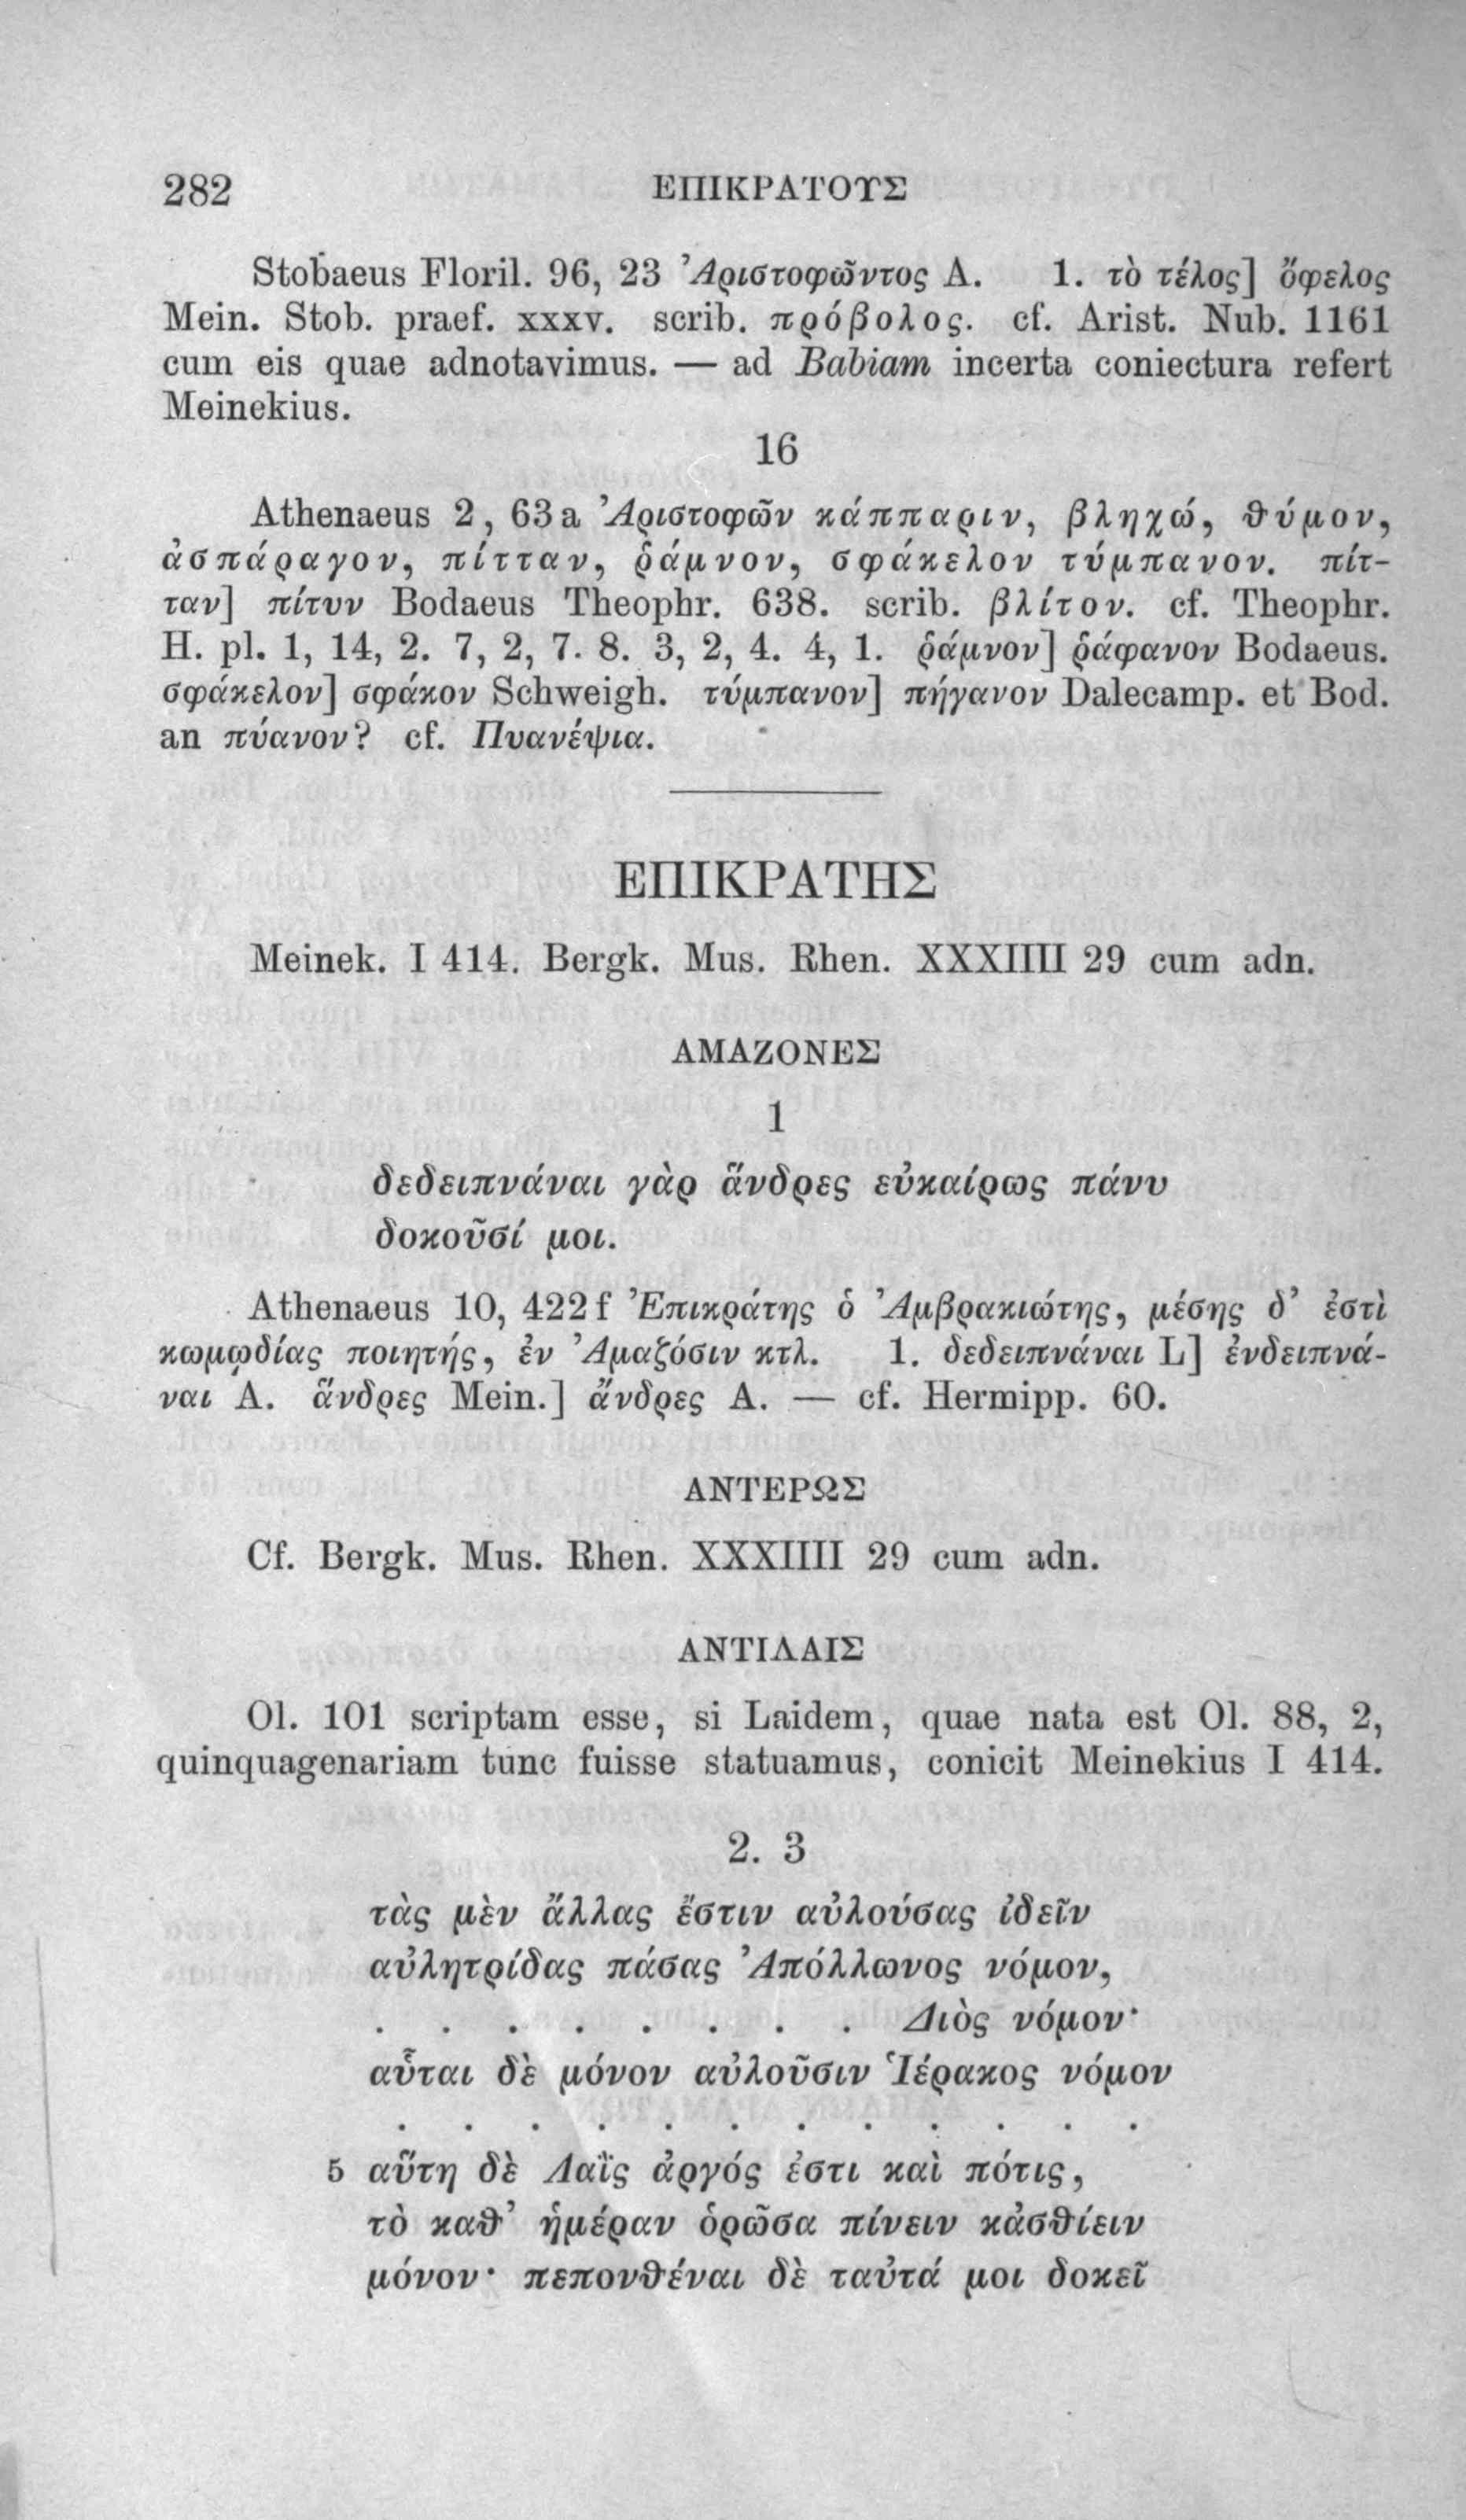 282 ΕΠΙΚΡΑΤΟΥΣ
Stobaeus Floril. 96, 23 Ἀριστοφῶντος A. 1. τὸ τέλος] ὄφελος
Mein. Stob. praef. xxxv. scrib. πρόβολος. cf. Arist. Nub. 1161
cum eis quae adnotavimus. — ad Babiam incerta coniectura refert
Meinekius.
16
Athenaeus 2, 63a Ἀριστοφῶν κάππαριν, βληχώ, θύμον,
ἀσπάραγον, πίτταν, ῥάμνον, σφάκελον τύμπανον. πίτ-
ταν] πίτυν Bodaeus Theophr. 638. scrib. βλίτον. cf. Theophr.
H. pl. 1, 14, 2. 7, 2, 7. 8. 3, 2, 4. 4, 1. ῥάμνον] ῥάφανον Bodaeus.
σφάκελον] σφάκον Schweigh. τύμπανον] πήγανον Dalecamp. et Bod.
an πύανον? cf. Πυανέψια.
ΕΠΙΚΡΑΤΗΣ
Meinek. I 414. Bergk. Mus. Rhen. XXXIIII 29 cum adn.
ΑΜΑΖΟΝΕΣ
1
δεδειπνάναι γὰρ ἅνδρες εὐκαίρως πάνυ
δοκοῦσί μοι.
Athenaeus 10, 422f Ἐπικράτης ὁ Ἀμβρακιώτης, μέσης δ’ ἐστὶ
κωμῳδίας ποιητής, ἐν Ἀμαζόσιν κτλ. 1. δεδειπνάναι L] ἐνδειπνά-
ναι A. ἅνδρες Mein.] ἄνδρες A. — cf. Hermipp. 60.
ΑΝΤΕΡΩΣ
Cf. Bergk. Mus. Rhen. XXXIIII 29 cum adn.
ΑΝΤΙΛΑΙΣ
Ol. 101 scriptam esse, si Laidem, quae nata est Ol. 88, 2,
quinquagenariam tunc fuisse statuamus, conicit Meinekius I 414.
2. 3
τὰς μὲν ἄλλας ἔστιν αὐλούσας ἰδεῖν
αὐλητρίδας πάσας Ἀπόλλωνος νόμον,
. . . . . . . . Διὸς νόμον·
αὗται δὲ μόνον αὐλοῦσιν Ἱέρακος νόμον
. . . . . . . . . . . .
5 αὕτη δὲ Λαῒς ἀργός ἐστι καὶ πότις,
τὸ καθ’ ἡμέραν ὁρῶσα πίνειν κἀσθίειν
μόνον· πεπονθέναι δὲ ταὐτά μοι δοκεῖ